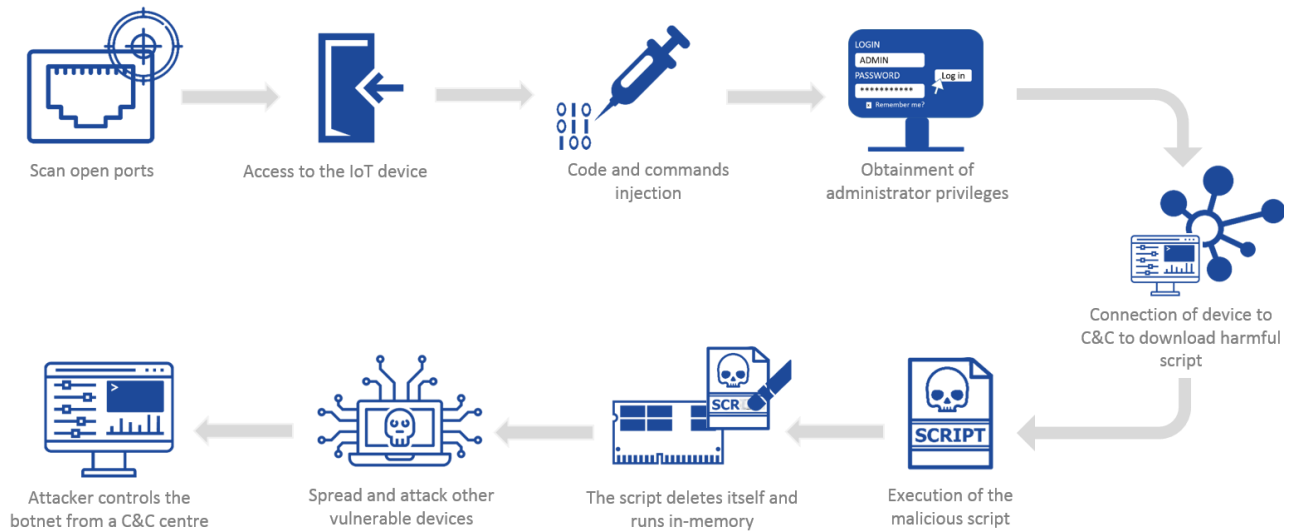 Scan open ports
Access to the IoT device
Code and commands
injection
LOGIN
ADMIN
PASSWORD
***********
Log in
Remember me?
Obtainment of
administrator privileges
OIO
OII
IOO
Connection of device to
C&C to download harmful
script
SCRIPT
Execution of the
malicious script
SCR
The script deletes itself and
runs in-memory
Spread and attack other
vulnerable devices
>
Attacker controls the
botnet from a C&C centre